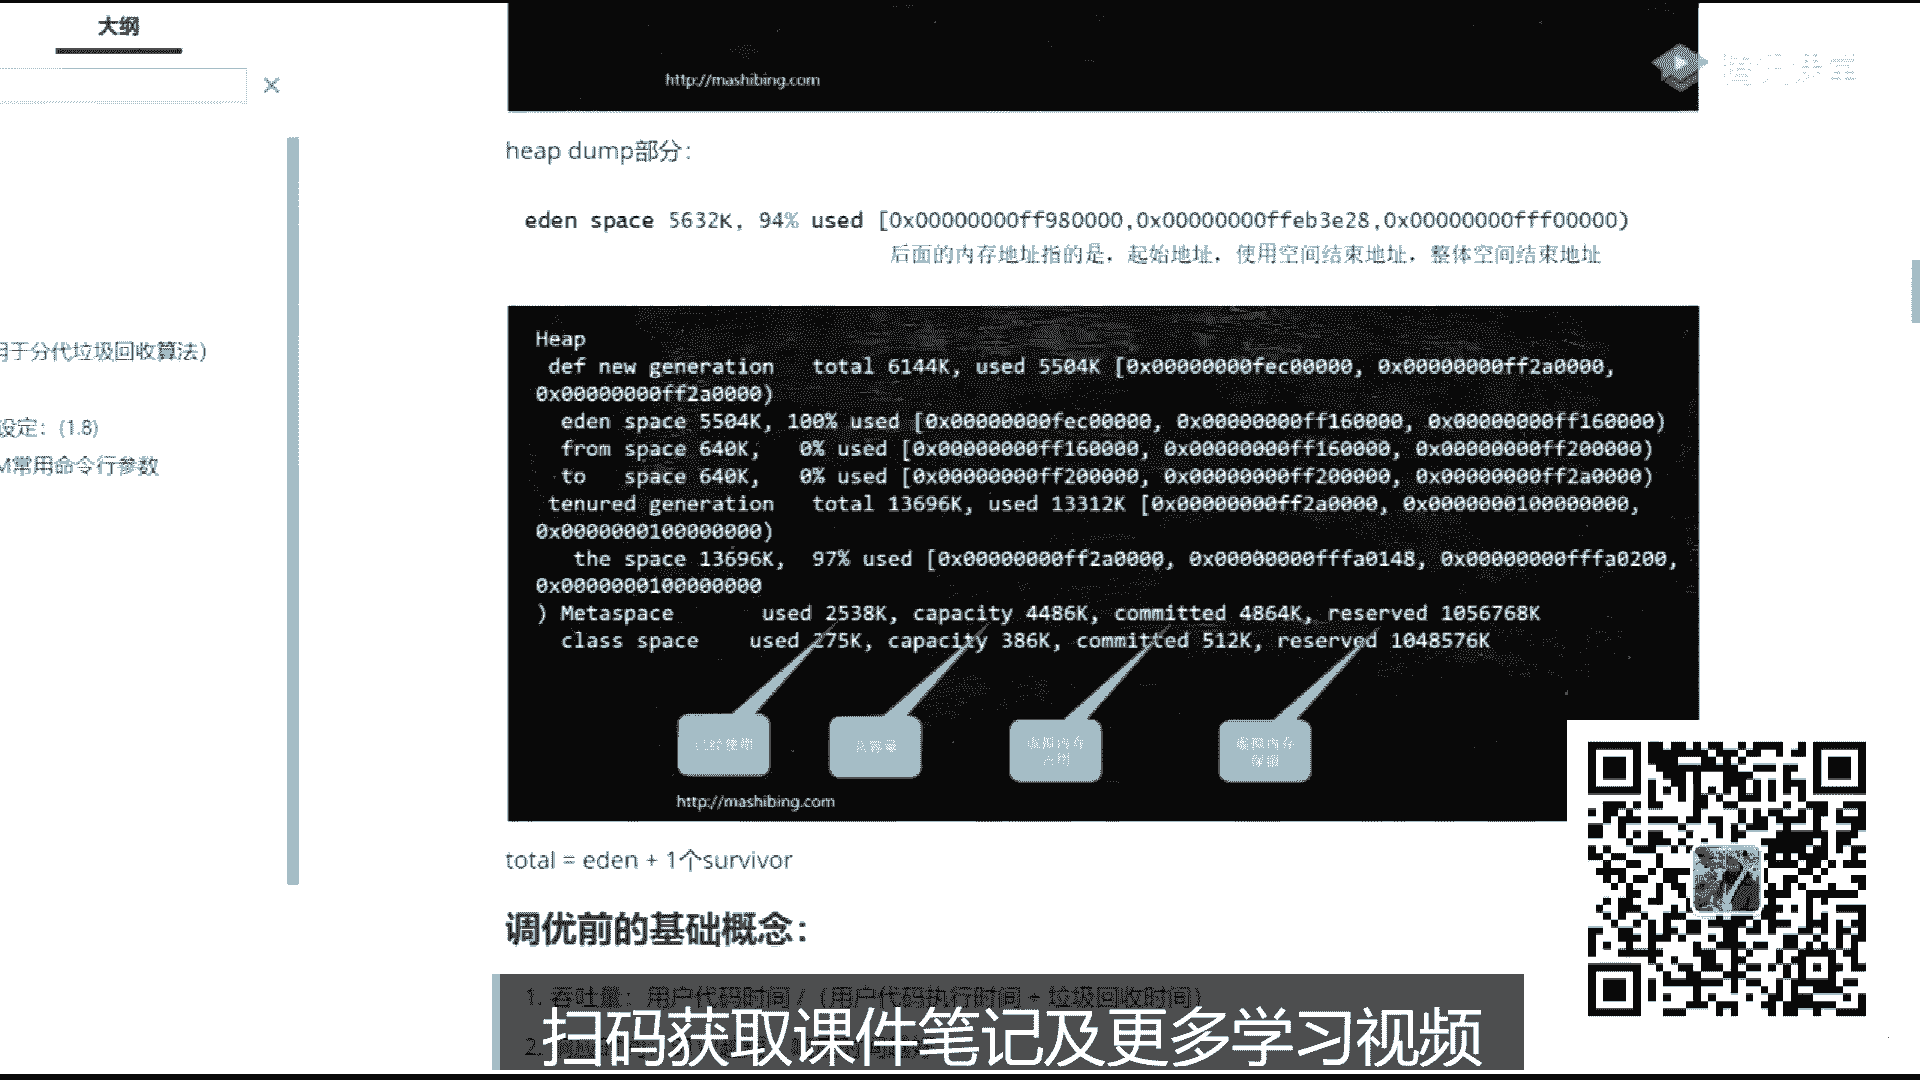 大纲
×
用于分代垃圾回收算法）
设定：(1.8)
M常用命令行参数
http://mashibing.com
heap dump部分：
eden space 5632K, 94% used [0x00000000ff980000,0x00000000ffeb3e28,0x00000000fff00000)
后面的内存地址指的是，起始地址，使用空间结束地址，整体空间结束地址
Heap
def new generation   total 6144K, used 5504K [0x00000000fec00000, 0x00000000ff2a0000,
0x00000000ff2a0000)
eden space 5504K, 100% used [0x00000000fec00000, 0x00000000ff160000, 0x00000000ff160000)
from space 640K,   0% used [0x00000000ff160000, 0x00000000ff160000, 0x00000000ff200000)
to   space 640K,   0% used [0x00000000ff200000, 0x00000000ff200000, 0x00000000ff2a0000)
tenured generation   total 13696K, used 13312K [0x00000000ff2a0000, 0x0000000100000000,
0x0000000100000000)
the space 13696K,  97% used [0x00000000ff2a0000, 0x00000000fffa0148, 0x00000000fffa0200,
0x0000000100000000
) Metaspace       used 2538K, capacity 4486K, committed 4864K, reserved 1056768K
class space    used 275K, capacity 386K, committed 512K, reserved 1048576K
总容量
虚拟内存
占用
虚拟内存
保留
http://mashibing.com
total = eden + 1个survivor
调优前的基础概念：
1. 吞吐量：用户代码时间 /（用户代码执行时间 + 垃圾回收时间）
2.
扫码获取课件笔记及更多学习视频